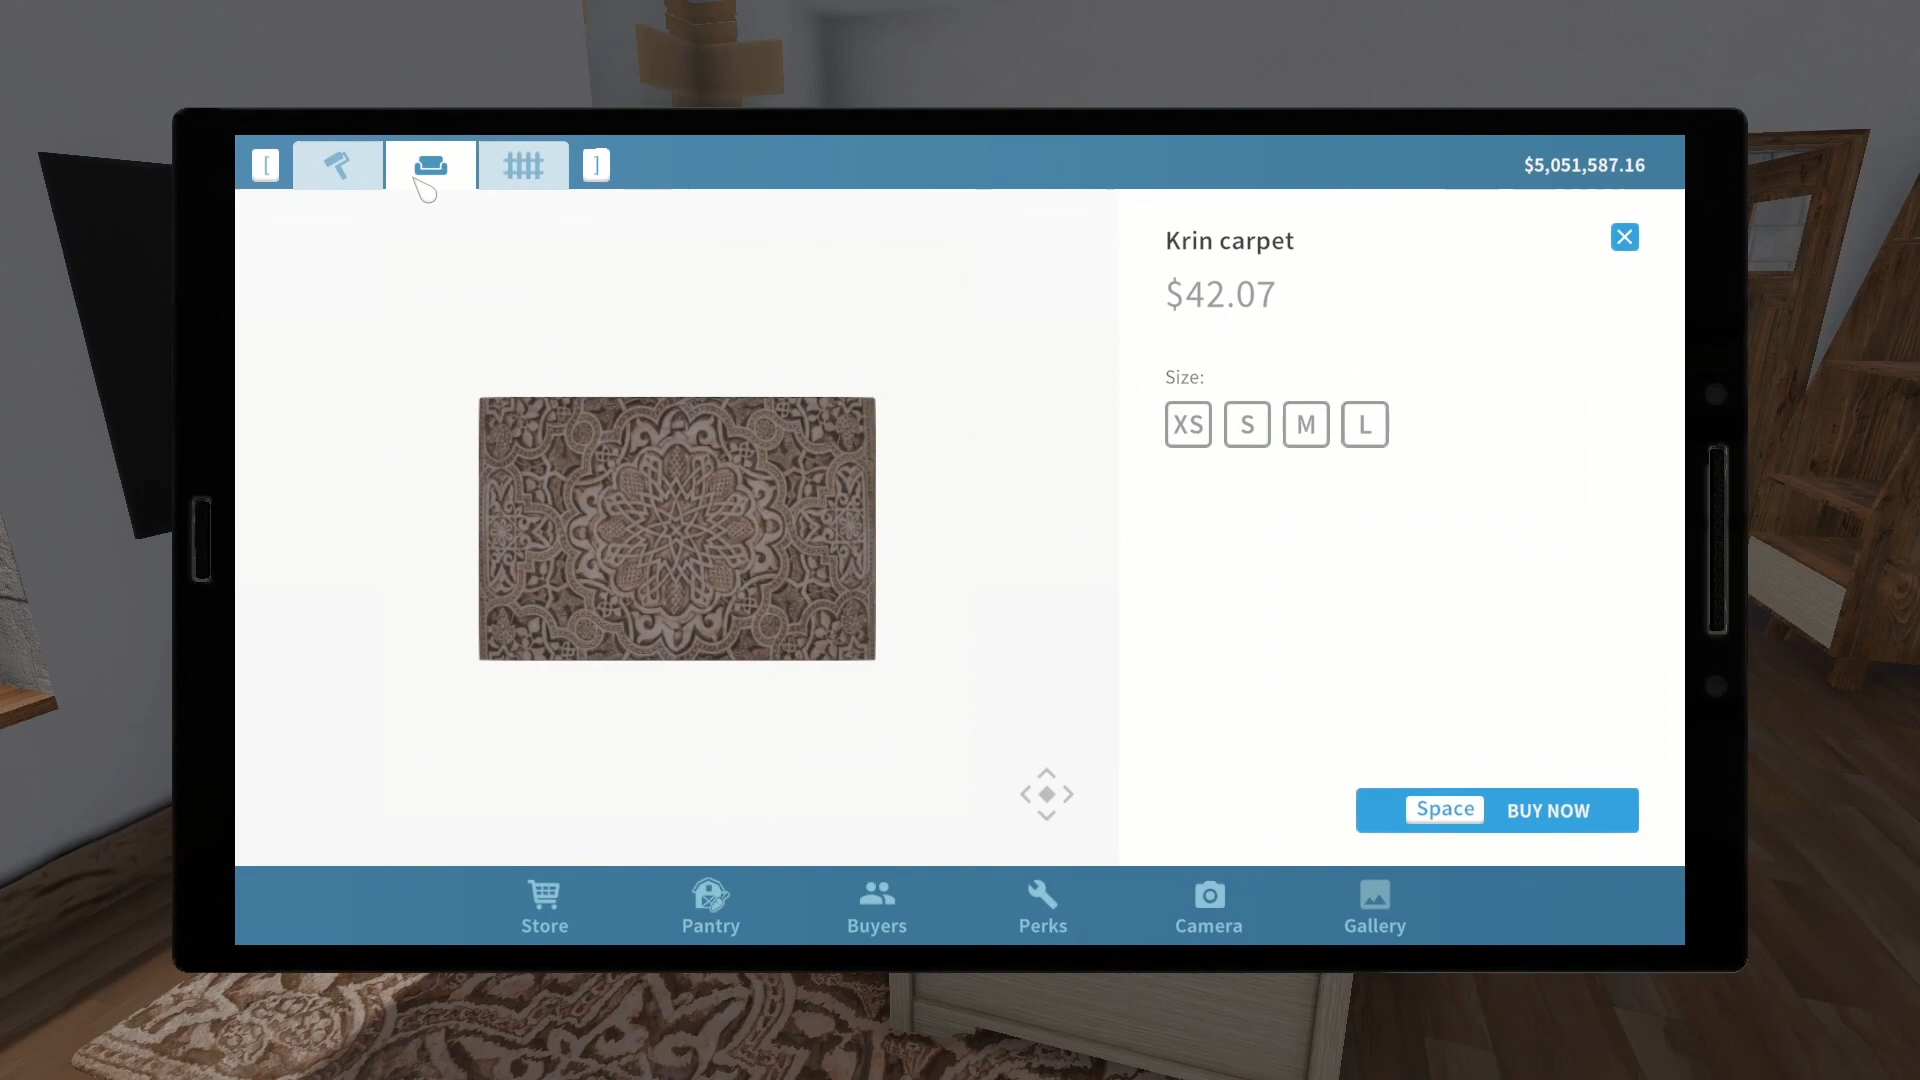 [
]
$5,051,587.16
Krin carpet
$42.07
Size:
XS S M L
Space BUY NOW
Store Pantry Buyers Perks Camera Gallery